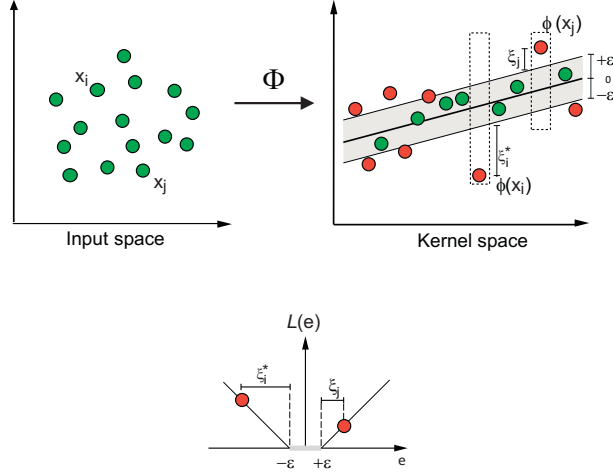 x_i
x_j
Input space
Φ
ϕ (x_j)
ξ_j
+ε
0
−ε
ξ_i^*
ϕ(x_i)
Kernel space
L(e)
ξ_i^*
ξ_j
−ε
+ε
e